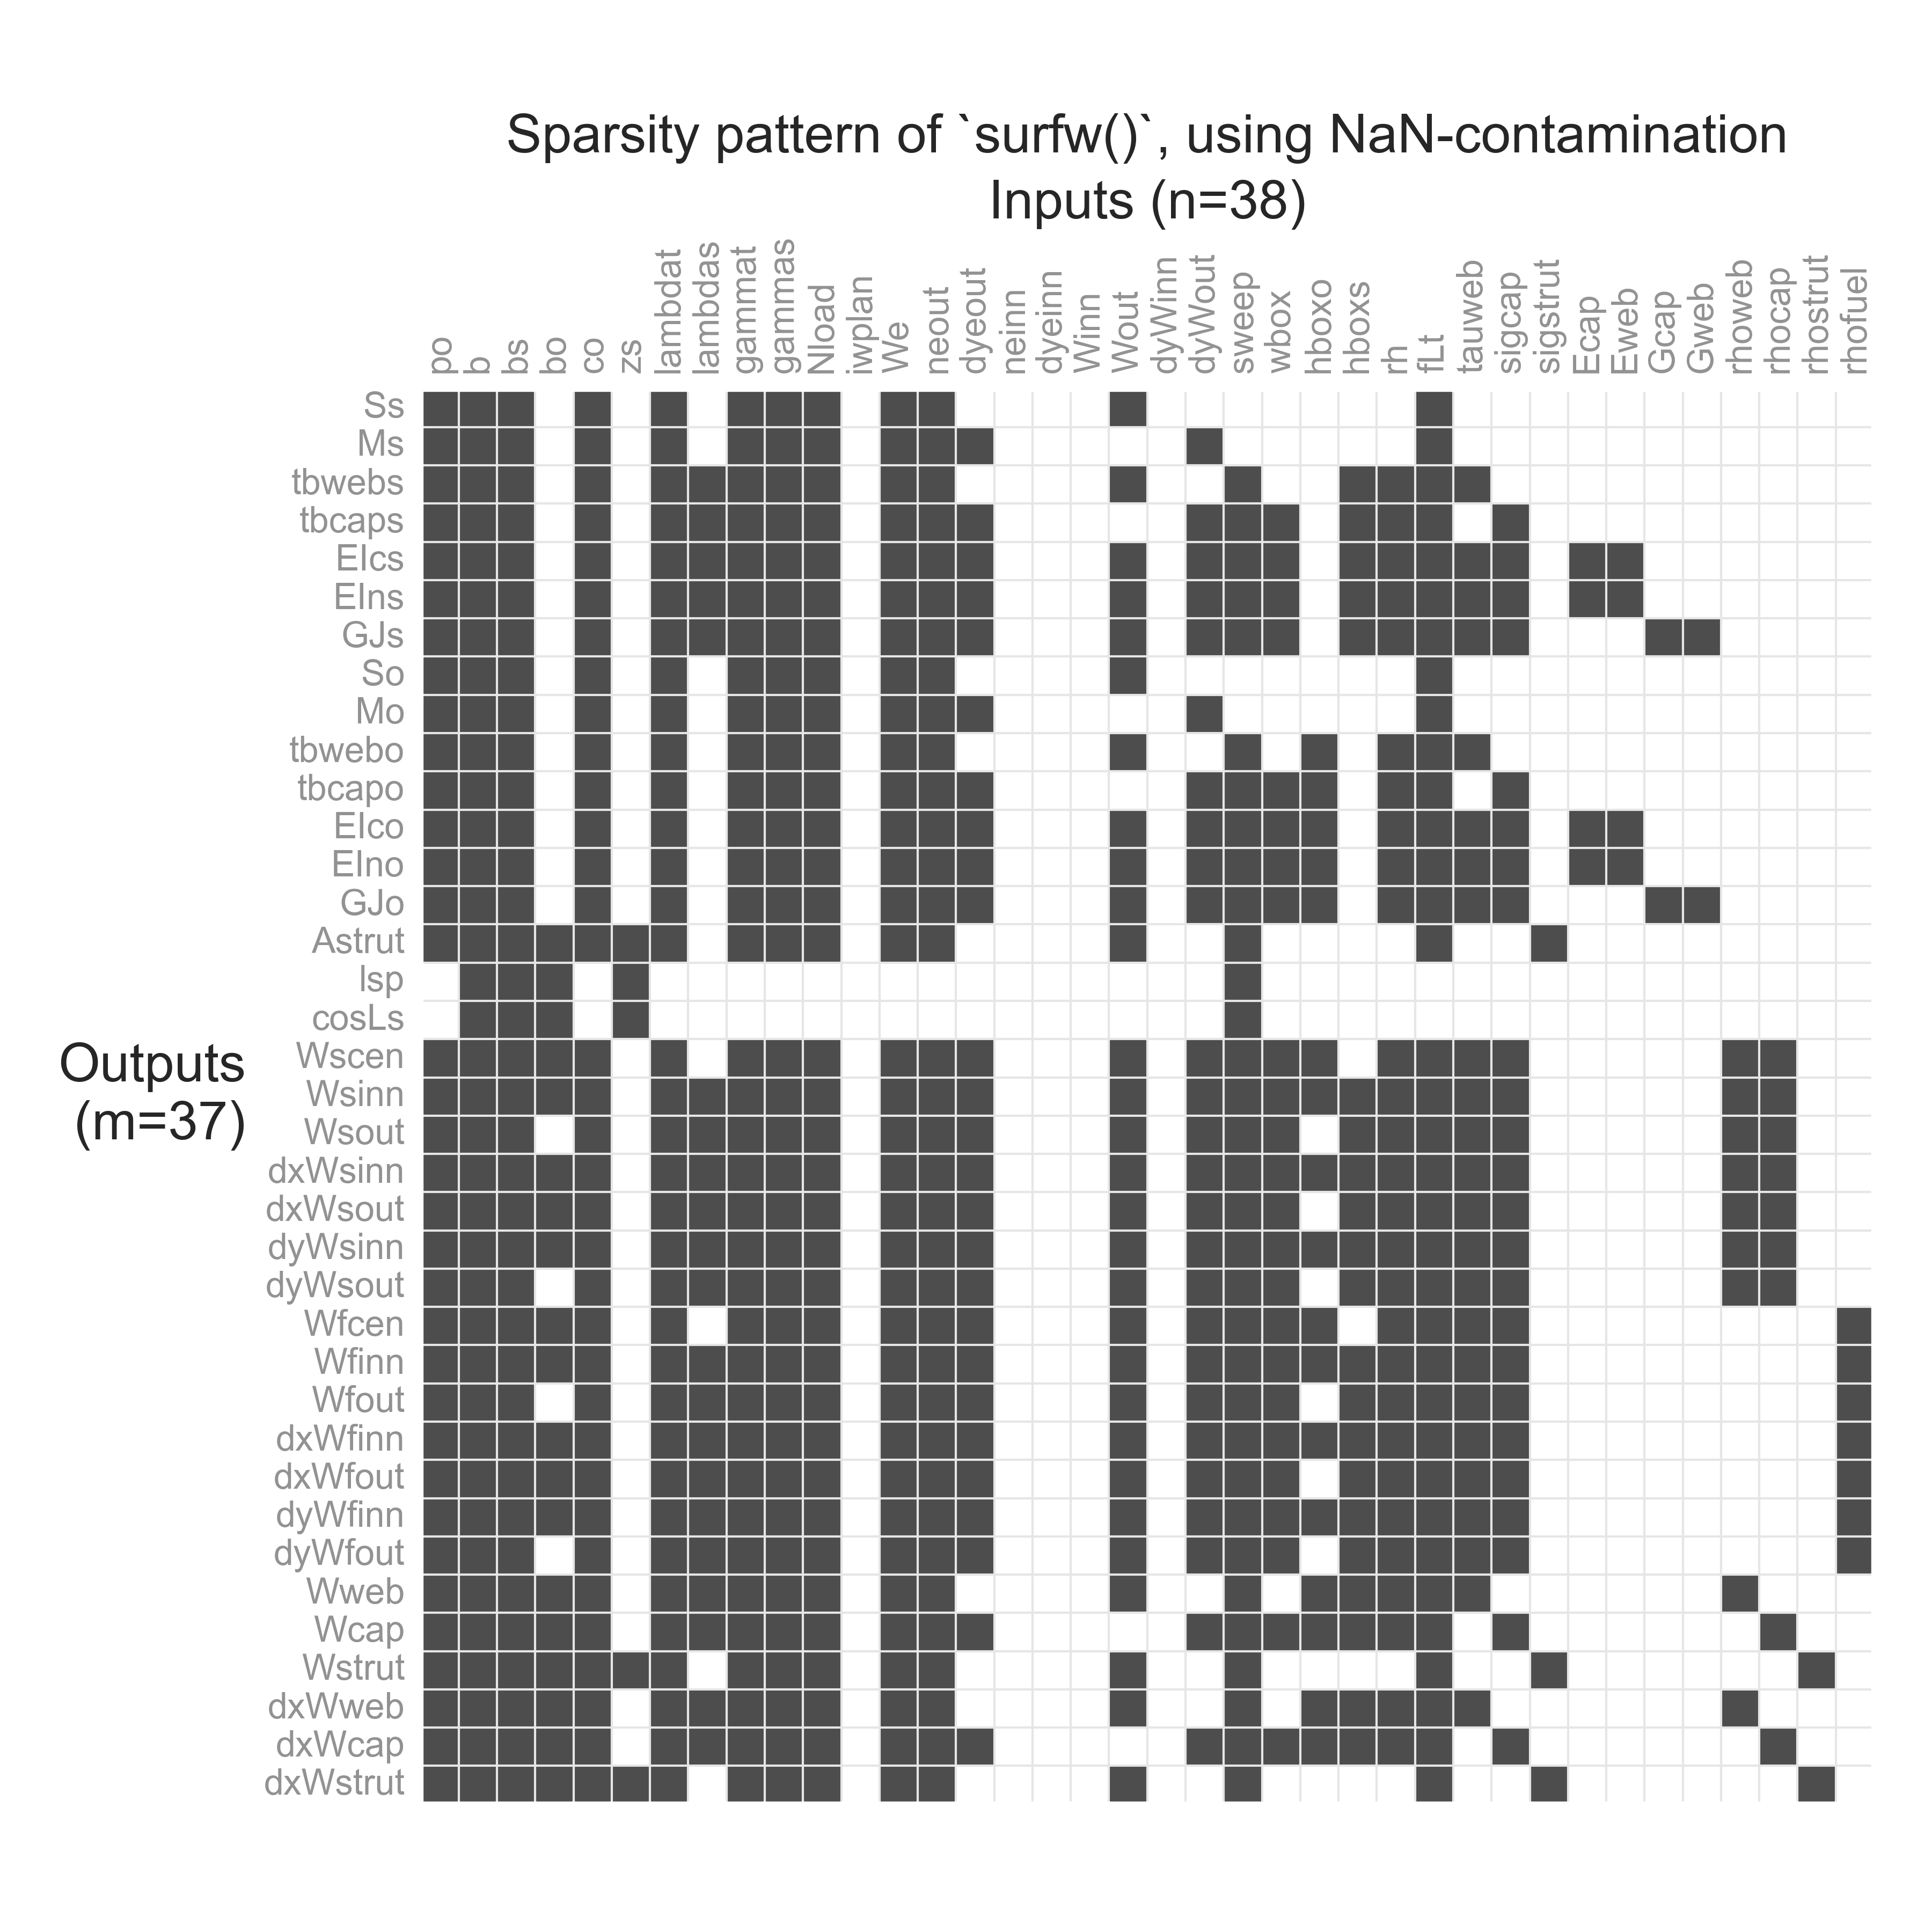 Sparsity pattern of `surfw()`, using NaN-contamination
Inputs (n=38)
po
b
bs
bo
co
zs
lambdat
lambdas
gammat
gammas
Nload
iwplan
We
neout
dyeout
neinn
dyeinn
Winn
Wout
dyWinn
dyWout
sweep
wbox
hboxo
hboxs
rh
fLt
tauweb
sigcap
sigstrut
Ecap
Eweb
Gcap
Gweb
rhoweb
rhocap
rhostrut
rhofuel
Ss
Ms
tbwebs
tbcaps
EIcs
EIns
GJs
So
Mo
tbwebo
tbcapo
EIco
EIno
GJo
Astrut
lsp
cosLs
Outputs
(m=37)
Wscen
Wsinn
Wsout
dxWsinn
dxWsout
dyWsinn
dyWsout
Wfcen
Wfinn
Wfout
dxWfinn
dxWfout
dyWfinn
dyWfout
Wweb
Wcap
Wstrut
dxWweb
dxWcap
dxWstrut